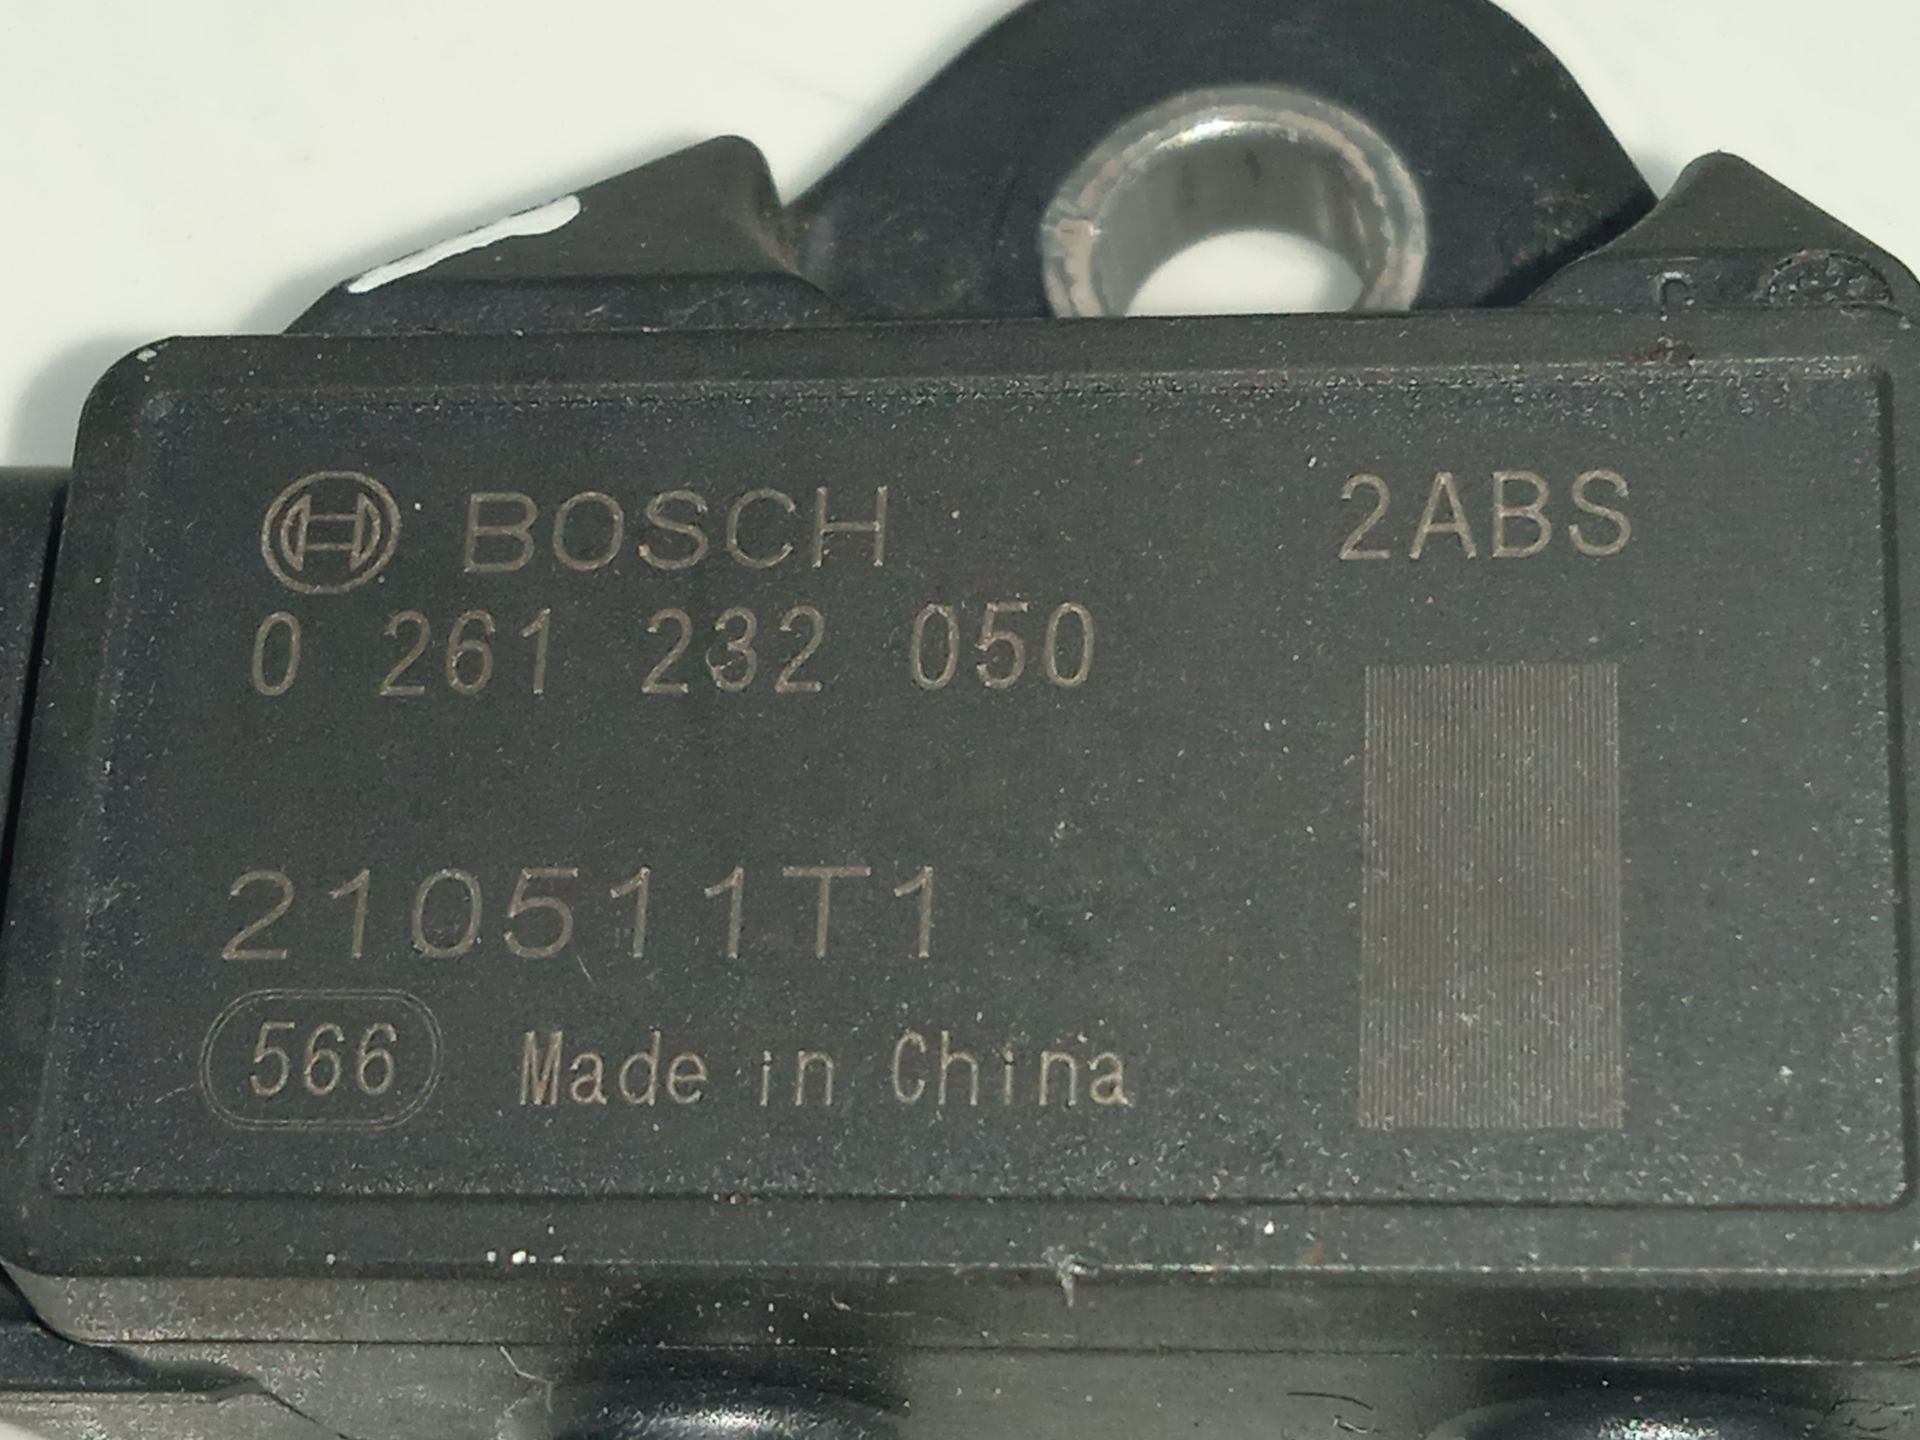 BOSCH 2ABS
0 261 232 050
210511T1
566 Made in China